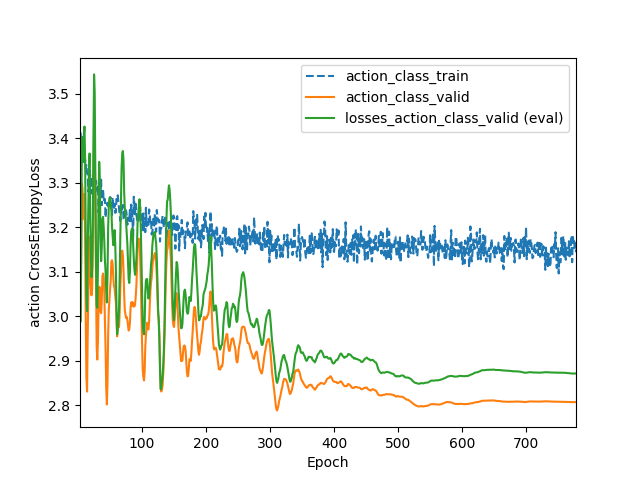 action_class_train
action_class_valid
losses_action_class_valid (eval)
3.5
3.4
3.3
3.2
3.1
3.0
2.9
2.8
action CrossEntropyLoss
100 200 300 400 500 600 700
Epoch